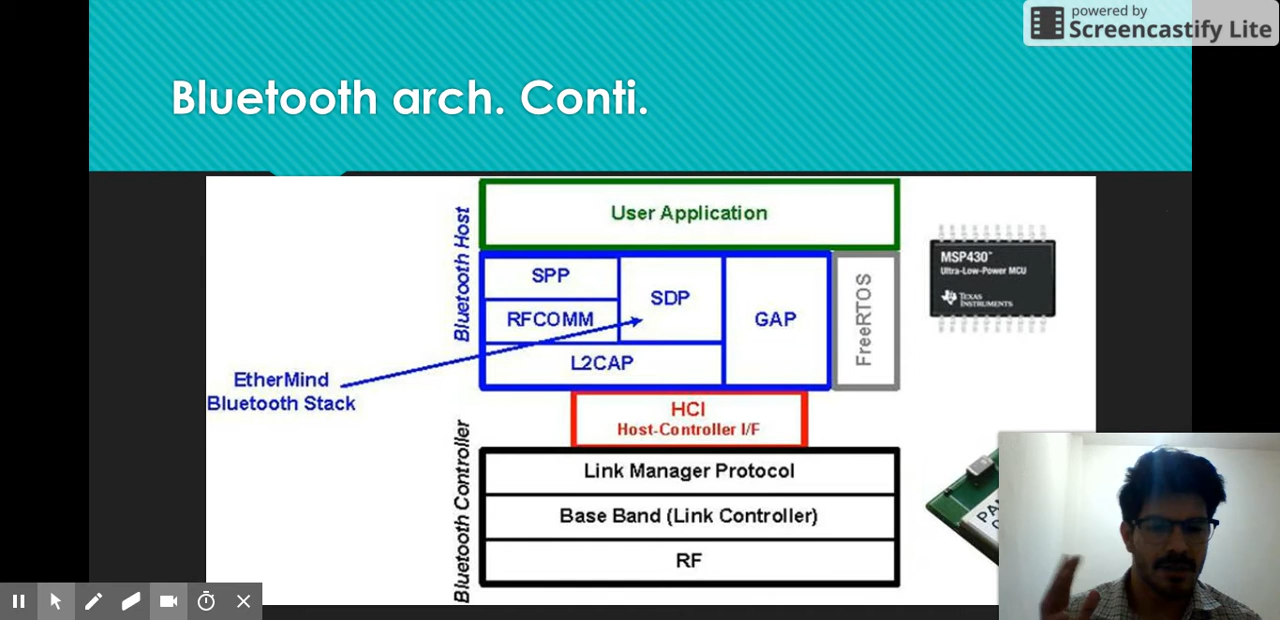 powered by
Screencastify Lite
Bluetooth arch. Conti.
Bluetooth Host
User Application
SPP
SDP
GAP
FreeRTOS
RFCOMM
L2CAP
MSP430™
Ultra-Low-Power MCU
TEXAS
INSTRUMENTS
EtherMind
Bluetooth Stack
HCI
Host-Controller I/F
Bluetooth Controller
Link Manager Protocol
Base Band (Link Controller)
RF